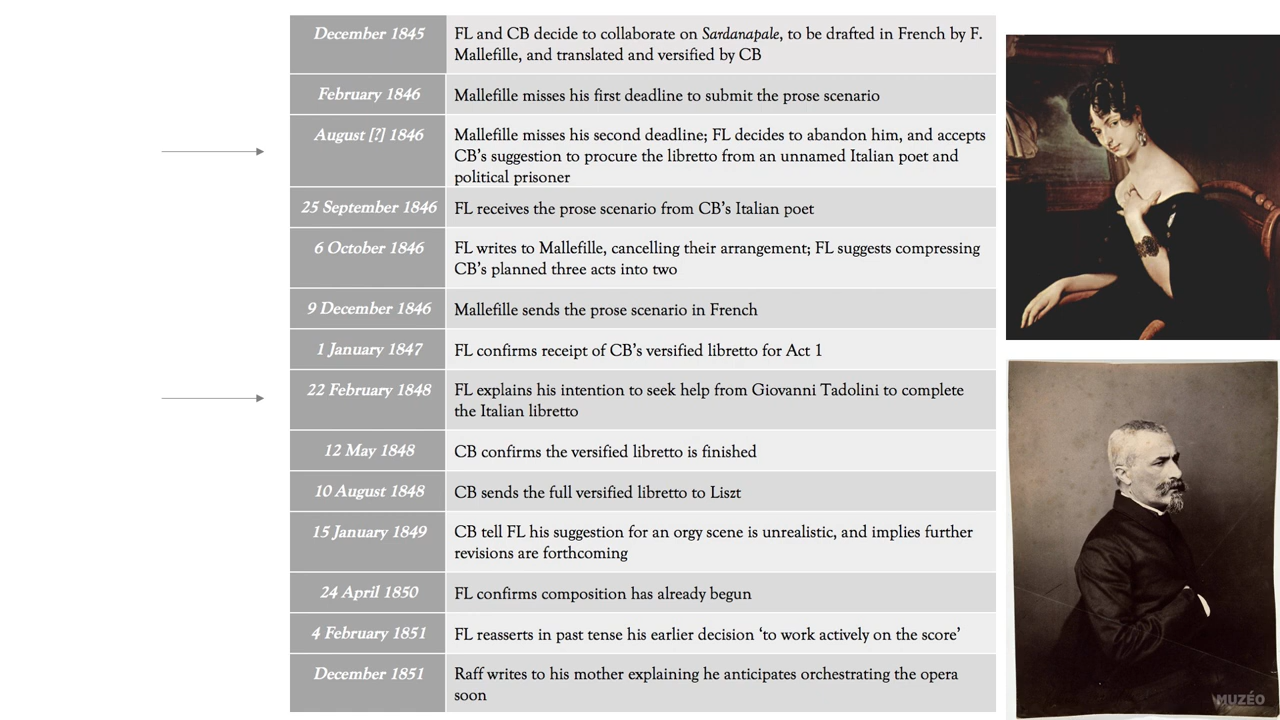 December 1845
FL and CB decide to collaborate on Sardanapale, to be drafted in French by F.
Mallefille, and translated and versified by CB
February 1846
Mallefille misses his first deadline to submit the prose scenario
August [?] 1846
Mallefille misses his second deadline; FL decides to abandon him, and accepts
CB’s suggestion to procure the libretto from an unnamed Italian poet and
political prisoner
25 September 1846
FL receives the prose scenario from CB’s Italian poet
6 October 1846
FL writes to Mallefille, cancelling their arrangement; FL suggests compressing
CB’s planned three acts into two
9 December 1846
Mallefille sends the prose scenario in French
1 January 1847
FL confirms receipt of CB’s versified libretto for Act 1
22 February 1848
FL explains his intention to seek help from Giovanni Tadolini to complete
the Italian libretto
12 May 1848
CB confirms the versified libretto is finished
10 August 1848
CB sends the full versified libretto to Liszt
15 January 1849
CB tell FL his suggestion for an orgy scene is unrealistic, and implies further
revisions are forthcoming
24 April 1850
FL confirms composition has already begun
4 February 1851
FL reasserts in past tense his earlier decision ‘to work actively on the score’
December 1851
Raff writes to his mother explaining he anticipates orchestrating the opera
soon
MUZÉO